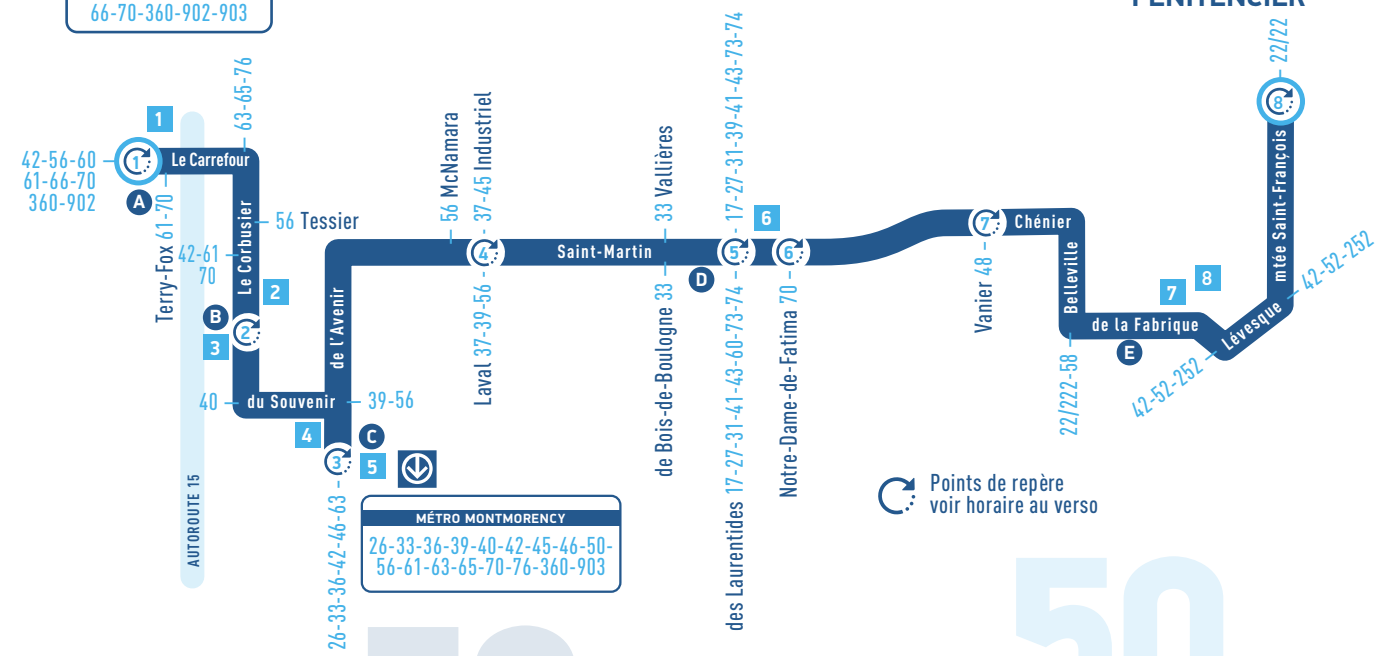 66-70-360-902-903
PÉNITENCIER
22/22
8
63-65-76
1
42-56-60
61-66-70
360-902
1
Le Carrefour
A
Terry-Fox 61-70
56 Tessier
42-61
70
Le Corbusier
2
B
2
3
40
du Souvenir
39-56
4
C
3
5
de l'Avenir
AUTOROUTE 15
26-33-36-42-46-63
MÉTRO MONTMORENCY
26-33-36-39-40-42-45-46-50-
56-61-63-65-70-76-360-903
56 McNamara
37-45 Industriel
4
Laval 37-39-56
Saint-Martin
33 Vallières
de Bois-de-Boulogne 33
D
17-27-31-39-41-43-73-74
5
6
des Laurentides 17-27-31-41-43-60-73-74
6
Notre-Dame-de-Fatima 70
7
Vanier 48
Chénier
Belleville
22/222-58
de la Fabrique
E
7
8
Lévesque
42-52-252
42-52-252
mtée Saint-François
Points de repère
voir horaire au verso
50